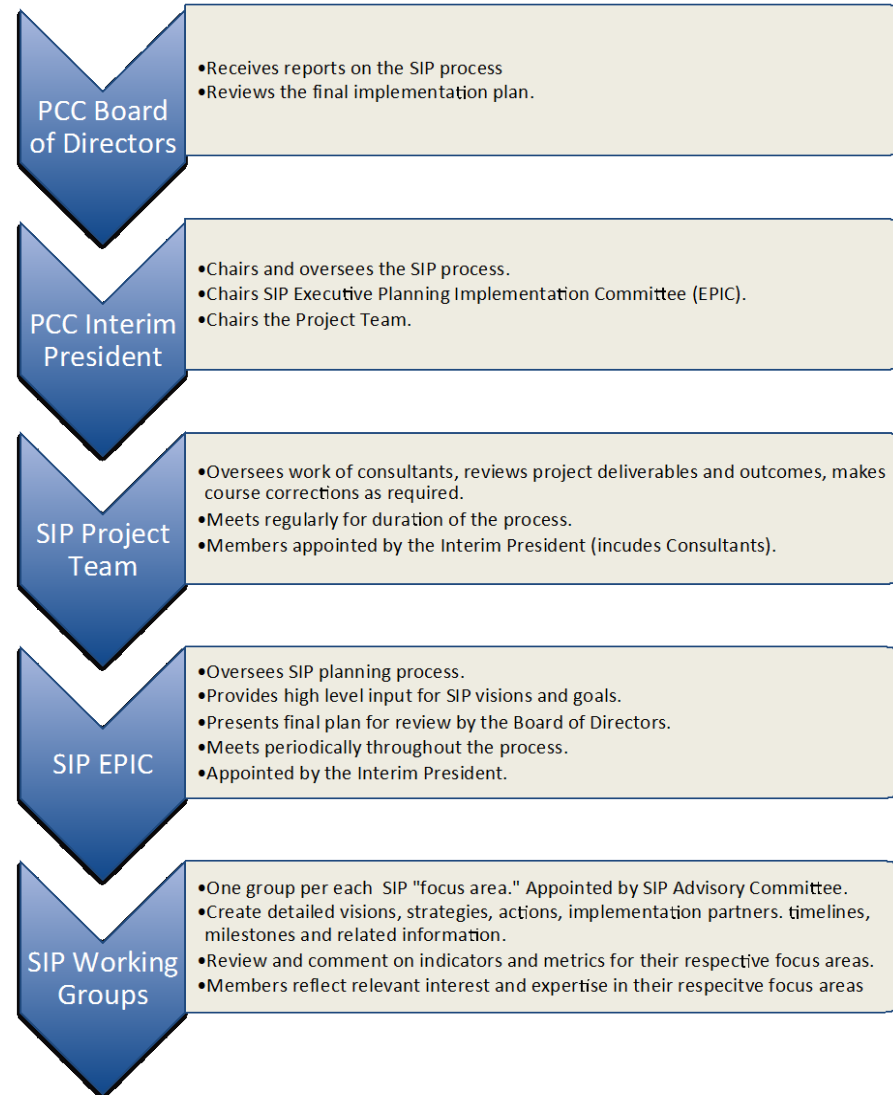 PCC Board
of Directors
•Receives reports on the SIP process
•Reviews the final implementation plan.
PCC Interim
President
•Chairs and oversees the SIP process.
•Chairs SIP Executive Planning Implementation Committee (EPIC).
•Chairs the Project Team.
SIP Project
Team
•Oversees work of consultants, reviews project deliverables and outcomes, makes
course corrections as required.
•Meets regularly for duration of the process.
•Members appointed by the Interim President (incudes Consultants).
SIP EPIC
•Oversees SIP planning process.
•Provides high level input for SIP visions and goals.
•Presents final plan for review by the Board of Directors.
•Meets periodically throughout the process.
•Appointed by the Interim President.
SIP Working
Groups
•One group per each SIP "focus area." Appointed by SIP Advisory Committee.
•Create detailed visions, strategies, actions, implementation partners. timelines,
milestones and related information.
•Review and comment on indicators and metrics for their respective focus areas.
•Members reflect relevant interest and expertise in their respecitve focus areas